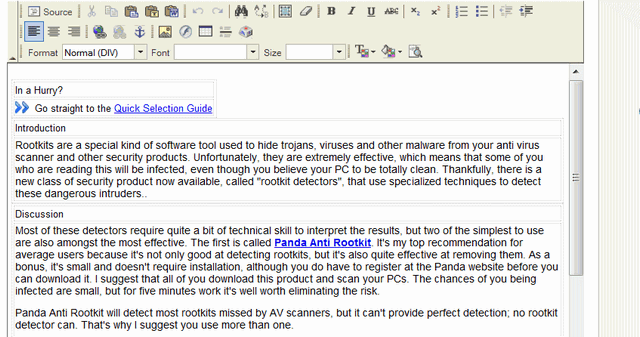 Source
B I U ABC X₂ X²
Format Normal (DIV) Font Size
In a Hurry?
Go straight to the Quick Selection Guide
Introduction
Rootkits are a special kind of software tool used to hide trojans, viruses and other malware from your anti virus
scanner and other security products. Unfortunately, they are extremely effective, which means that some of you
who are reading this will be infected, even though you believe your PC to be totally clean. Thankfully, there is a
new class of security product now available, called "rootkit detectors", that use specialized techniques to detect
these dangerous intruders..
Discussion
Most of these detectors require quite a bit of technical skill to interpret the results, but two of the simplest to use
are also amongst the most effective. The first is called Panda Anti Rootkit. It's my top recommendation for
average users because it's not only good at detecting rootkits, but it's also quite effective at removing them. As a
bonus, it's small and doesn't require installation, although you do have to register at the Panda website before you
can download it. I suggest that all of you download this product and scan your PCs. The chances of you being
infected are small, but for five minutes work it's well worth eliminating the risk.
Panda Anti Rootkit will detect most rootkits missed by AV scanners, but it can't provide perfect detection; no rootkit
detector can. That's why I suggest you use more than one.